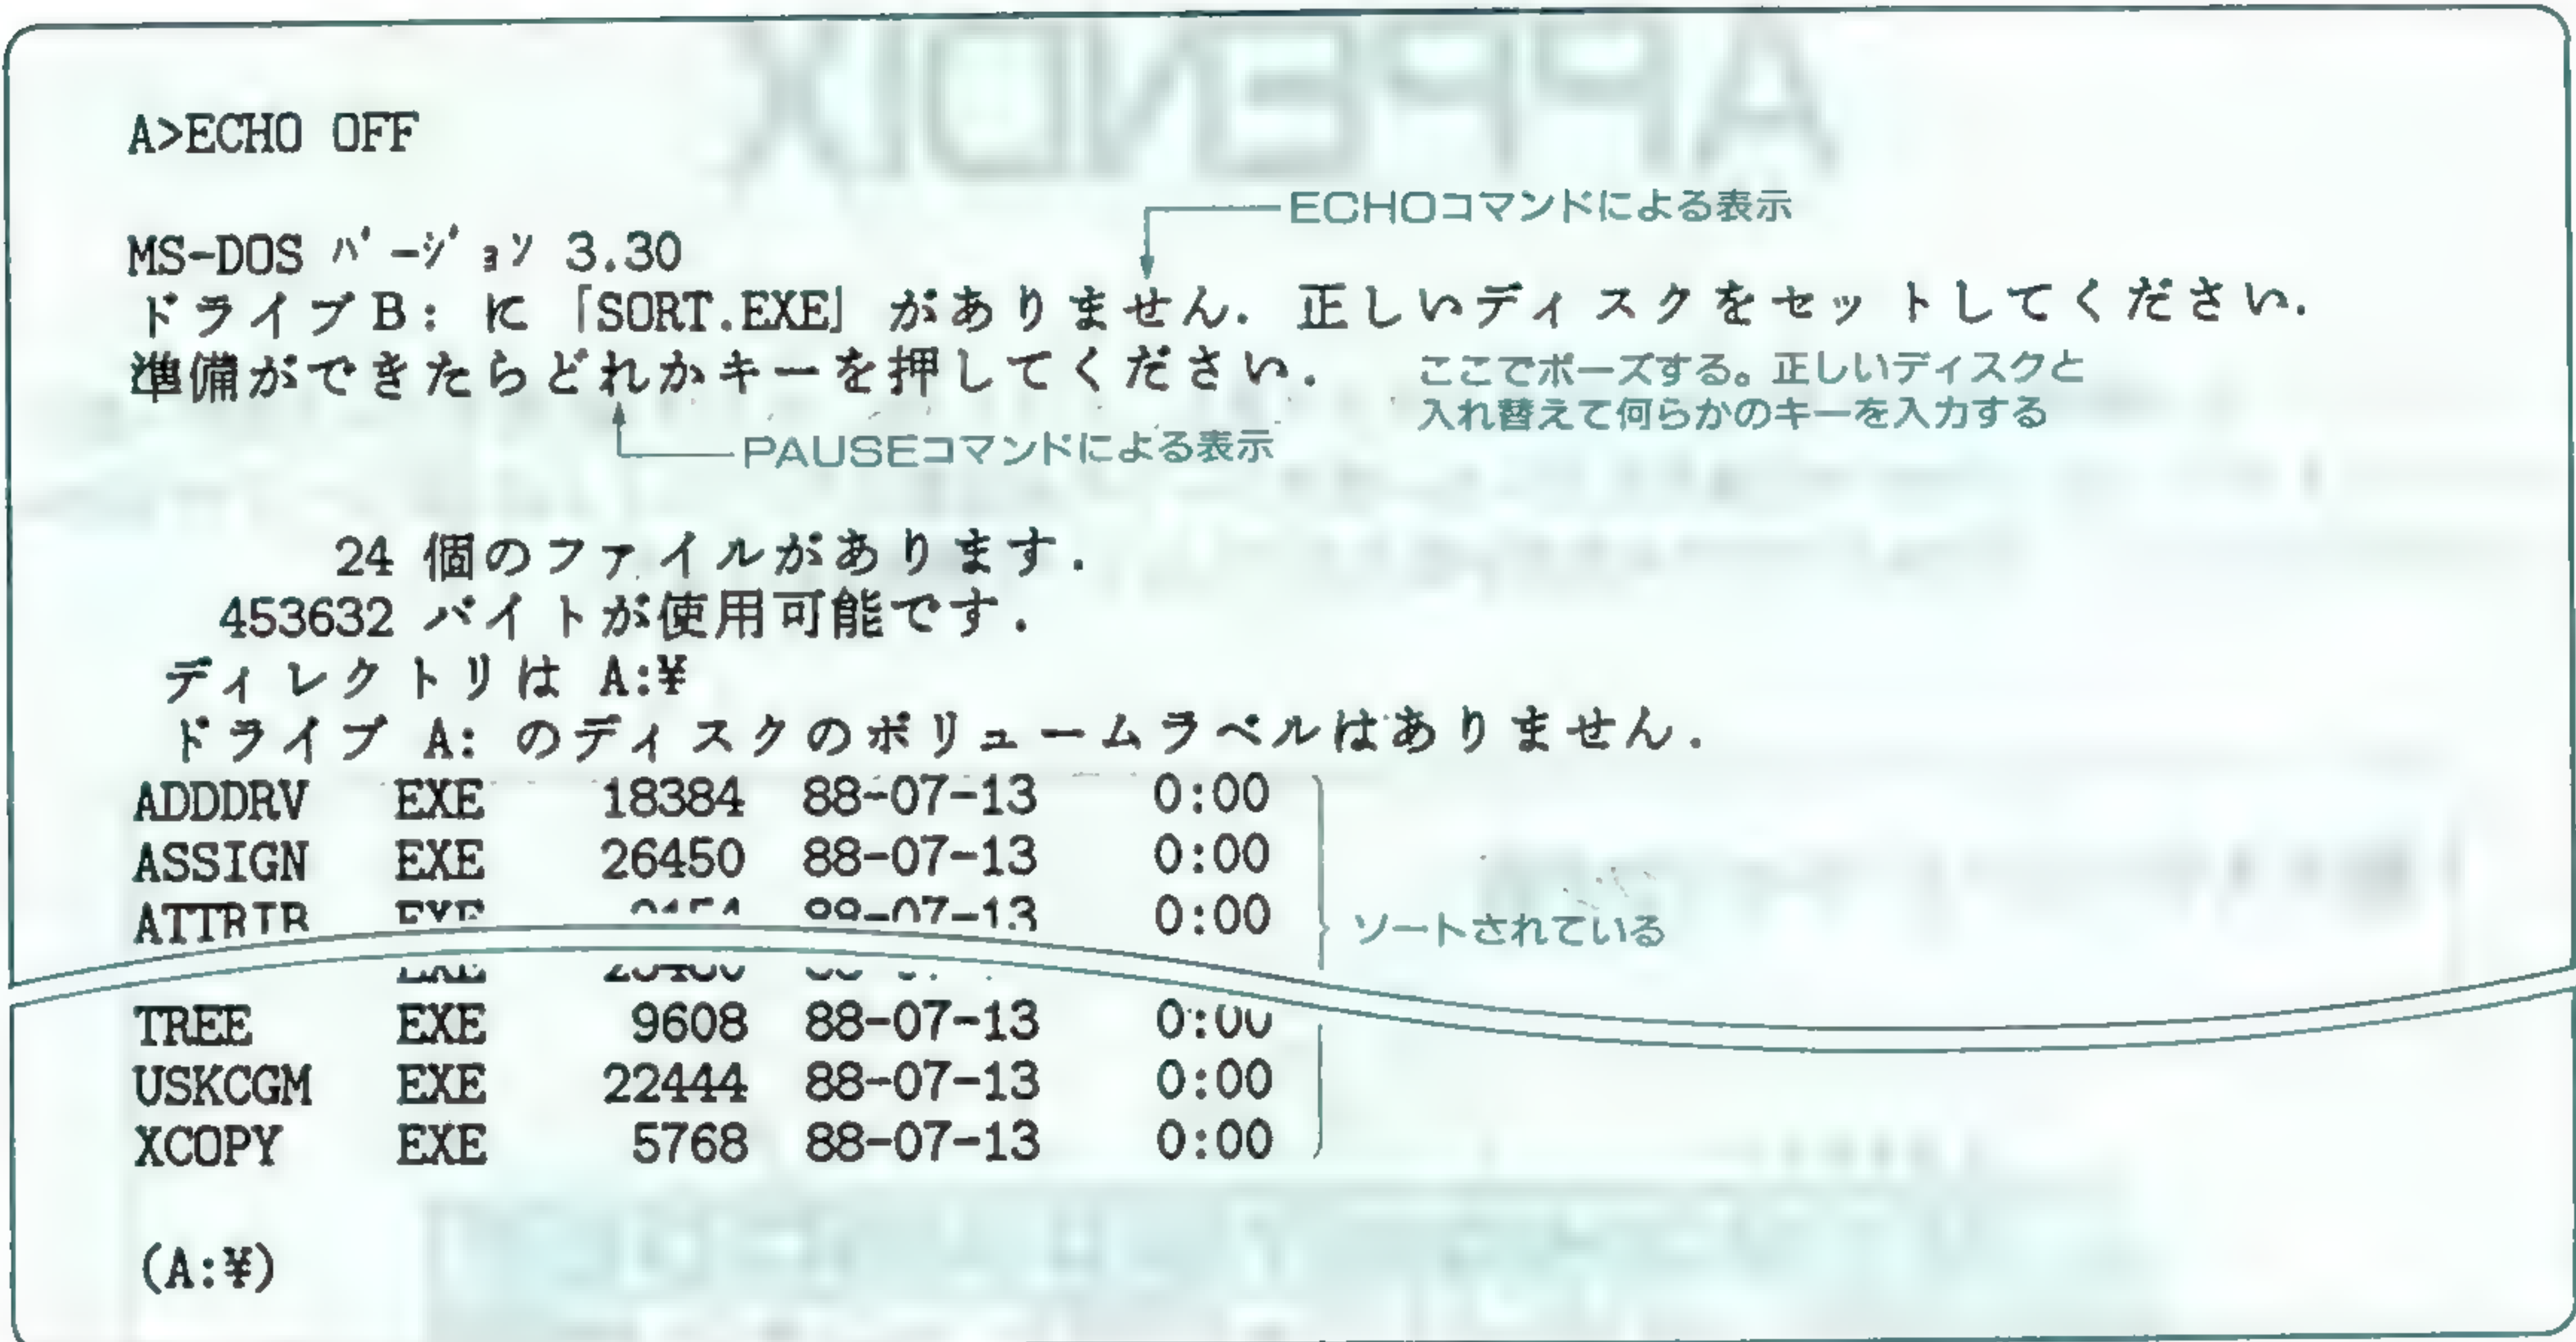 A>ECHO OFF
ECHOコマンドによる表示
MS-DOS ﾊﾞｰｼﾞｮﾝ 3.30
ドライブB: に「SORT.EXE」がありません. 正しいディスクをセットしてください.
準備ができたらどれかキーを押してください.
ここでポーズする。正しいディスクと
入れ替えて何らかのキーを入力する
PAUSEコマンドによる表示
24 個のファイルがあります.
453632 バイトが使用可能です.
ディレクトリは A:¥
ドライブ A: のディスクのボリュームラベルはありません.
ADDDRV EXE 18384 88-07-13 0:00
ASSIGN EXE 26450 88-07-13 0:00
ATTRIB EXE 88-07-13 0:00
ソートされている
EXE
TREE EXE 9608 88-07-13 0:00
USKCGM EXE 22444 88-07-13 0:00
XCOPY EXE 5768 88-07-13 0:00
(A:¥)